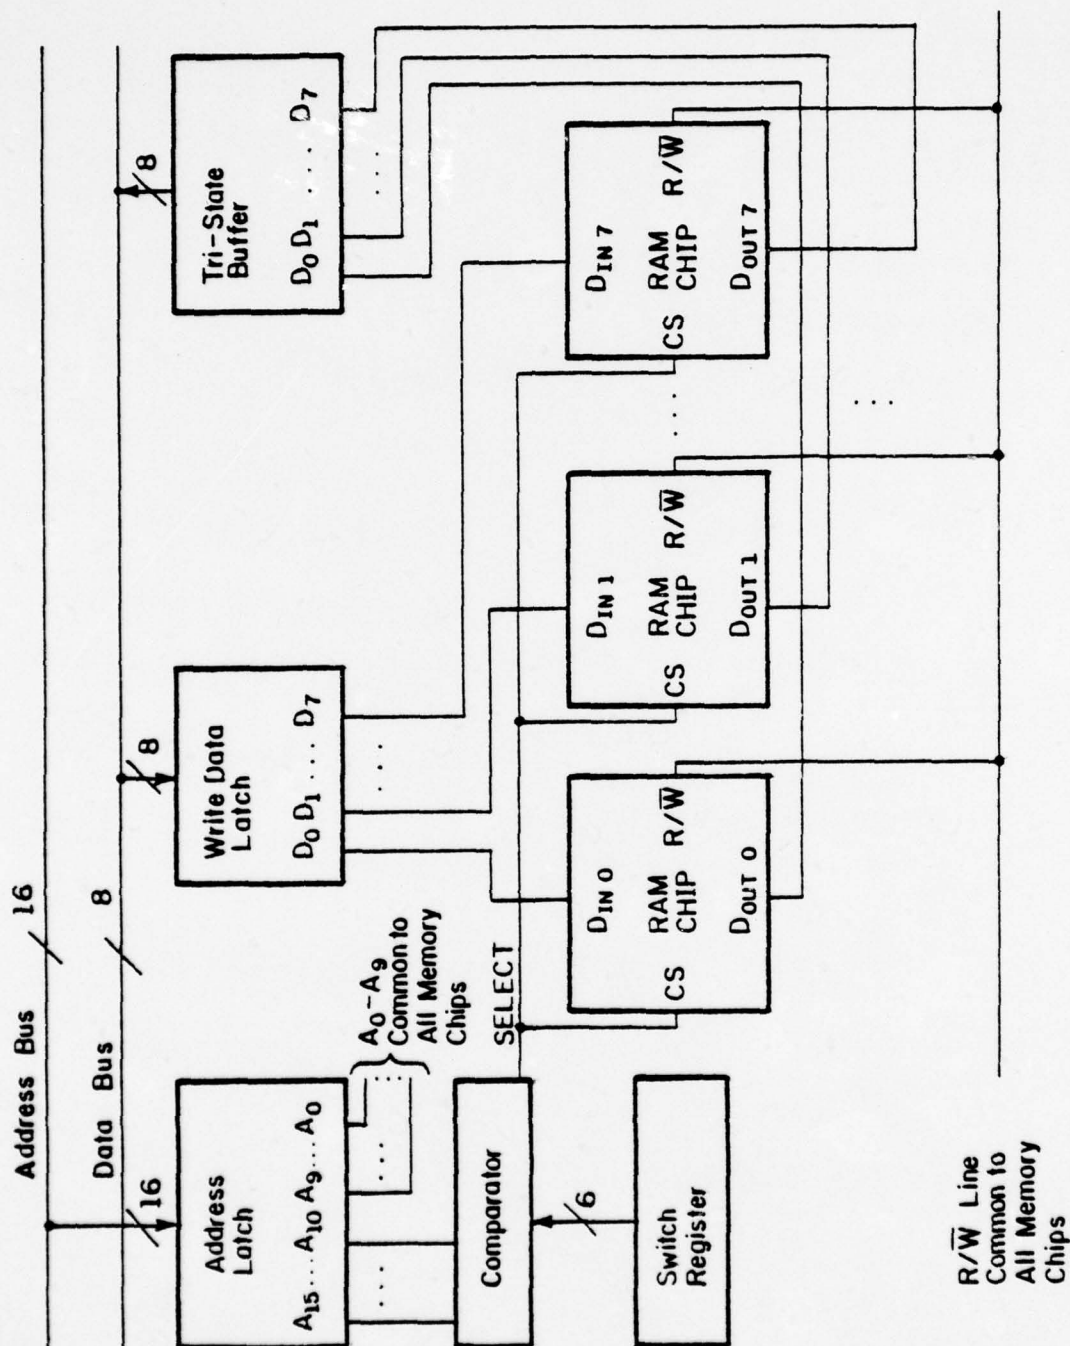 Address Bus 16
Data Bus 8
16
8
8
Address
Latch
A15...A10 A9...A0
A0-A9
Common to
All Memory
Chips
Write Data
Latch
D0 D1 ... D7
Tri-State
Buffer
D0 D1 ... D7
Comparator
SELECT
6
Switch
Register
DIN 0
CS
RAM
CHIP
R/W̅
DOUT 0
DIN 1
CS
RAM
CHIP
R/W̅
DOUT 1
DIN 7
CS
RAM
CHIP
R/W̅
DOUT 7
R/W̅ Line
Common to
All Memory
Chips